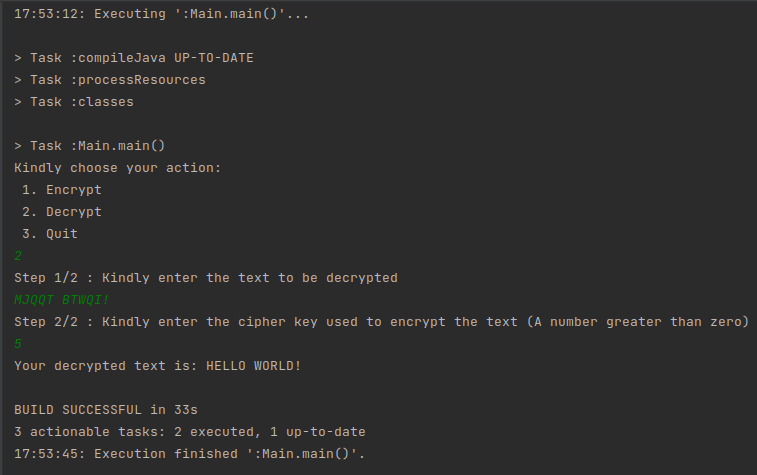 17:53:12: Executing ':Main.main()'...
> Task :compileJava UP-TO-DATE
> Task :processResources
> Task :classes
> Task :Main.main()
Kindly choose your action:
1. Encrypt
2. Decrypt
3. Quit
2
Step 1/2 : Kindly enter the text to be decrypted
MJQQT BTWQI!
Step 2/2 : Kindly enter the cipher key used to encrypt the text (A number greater than zero)
5
Your decrypted text is: HELLO WORLD!
BUILD SUCCESSFUL in 33s
3 actionable tasks: 2 executed, 1 up-to-date
17:53:45: Execution finished ':Main.main()'.